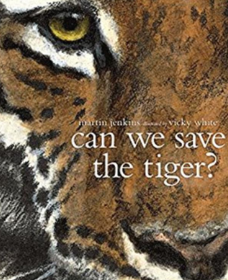 martin jenkins illustrated by vicky white
can we save
the tiger?